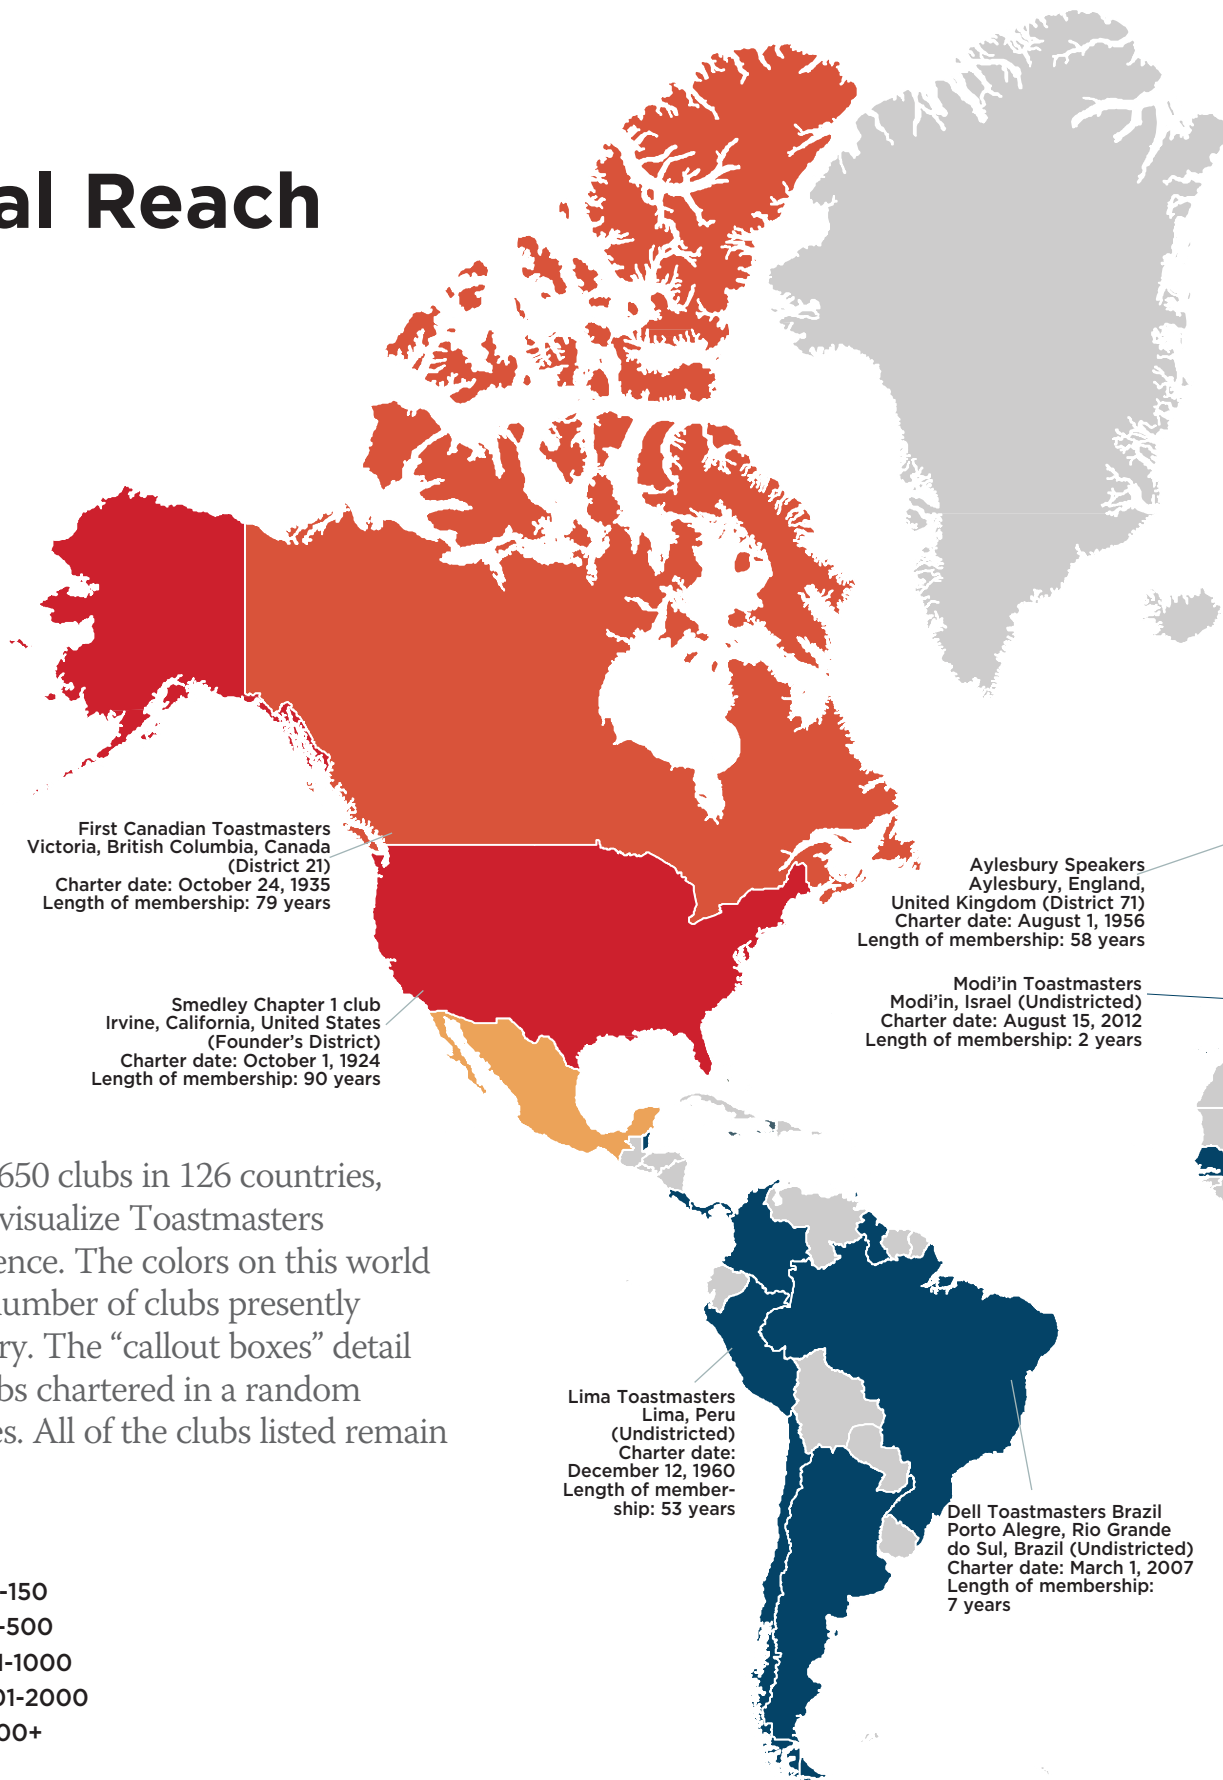 al Reach
First Canadian Toastmasters
Victoria, British Columbia, Canada
(District 21)
Charter date: October 24, 1935
Length of membership: 79 years
Aylesbury Speakers
Aylesbury, England,
United Kingdom (District 71)
Charter date: August 1, 1956
Length of membership: 58 years
Smedley Chapter 1 club
Irvine, California, United States
(Founder's District)
Charter date: October 1, 1924
Length of membership: 90 years
Modi'in Toastmasters
Modi'in, Israel (Undistricted)
Charter date: August 15, 2012
Length of membership: 2 years
650 clubs in 126 countries,
visualize Toastmasters
ence. The colors on this world
number of clubs presently
ry. The “callout boxes” detail
bs chartered in a random
es. All of the clubs listed remain
Lima Toastmasters
Lima, Peru
(Undistricted)
Charter date:
December 12, 1960
Length of member-
ship: 53 years
Dell Toastmasters Brazil
Porto Alegre, Rio Grande
do Sul, Brazil (Undistricted)
Charter date: March 1, 2007
Length of membership:
7 years
-150
-500
1-1000
01-2000
00+